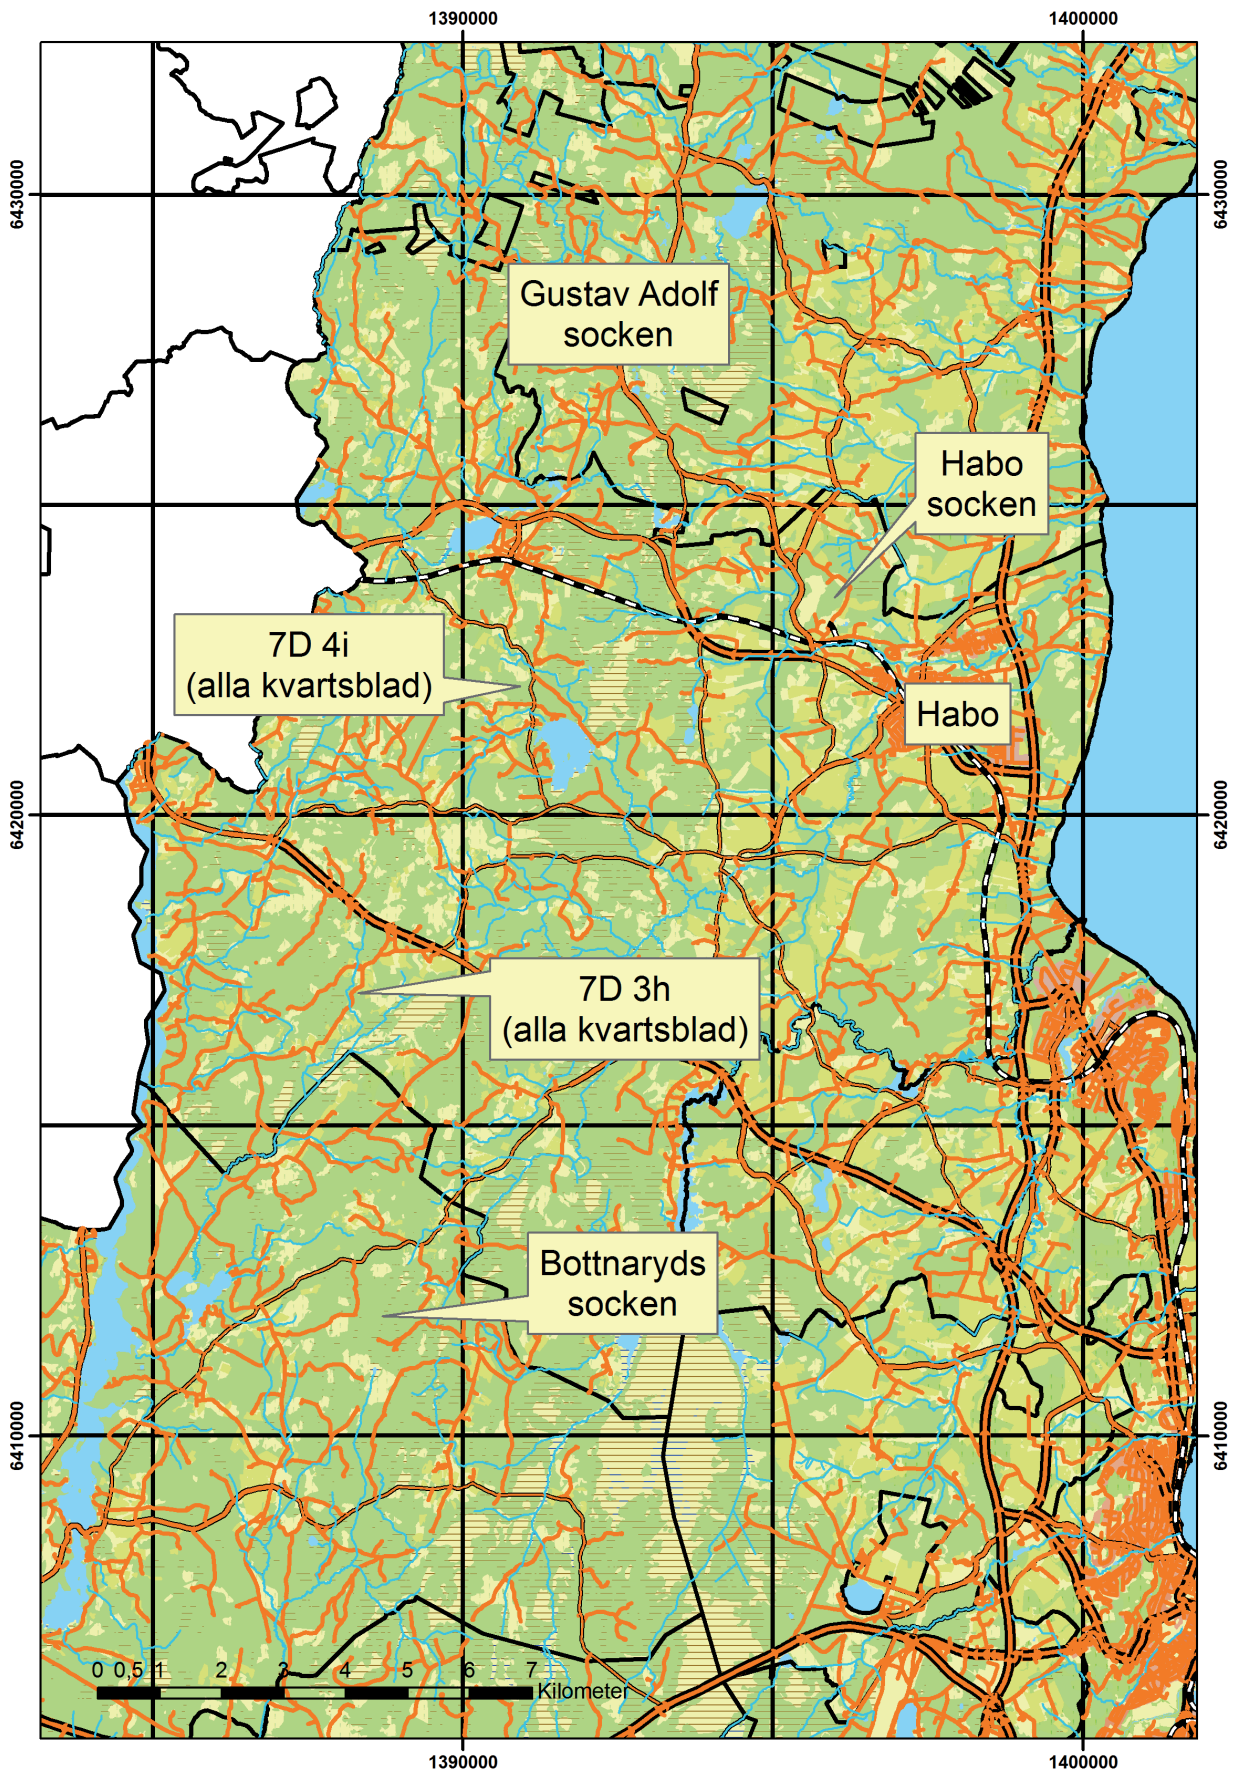 1390000
1400000
6430000
6430000
Gustav Adolf
socken
Habo
socken
7D 4i
(alla kvartsblad)
Habo
6420000
6420000
7D 3h
(alla kvartsblad)
Bottnaryds
socken
6410000
6410000
0 0,5 1 2 3 4 5 6 7
Kilometer
1390000
1400000